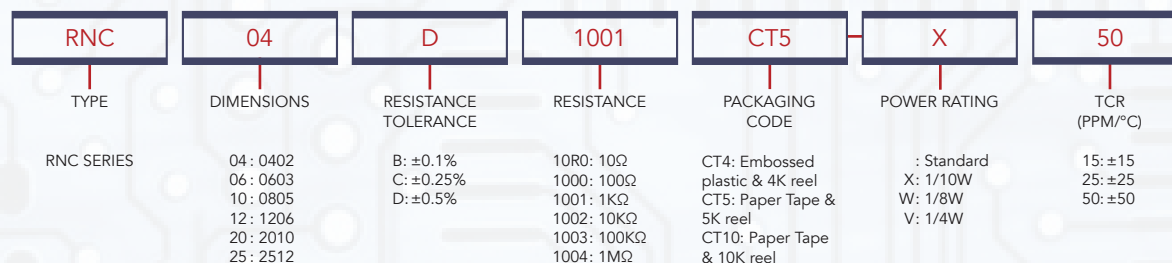 RNC 04 D 1001 CT5 X 50
TYPE
DIMENSIONS
RESISTANCE
TOLERANCE
RESISTANCE
PACKAGING
CODE
POWER RATING
TCR
(PPM/°C)
RNC SERIES
04 : 0402
06 : 0603
10 : 0805
12 : 1206
20 : 2010
25 : 2512
B: ±0.1%
C: ±0.25%
D: ±0.5%
10R0: 10Ω
1000: 100Ω
1001: 1KΩ
1002: 10KΩ
1003: 100KΩ
1004: 1MΩ
CT4: Embossed
plastic & 4K reel
CT5: Paper Tape &
5K reel
CT10: Paper Tape
& 10K reel
: Standard
X: 1/10W
W: 1/8W
V: 1/4W
15: ±15
25: ±25
50: ±50